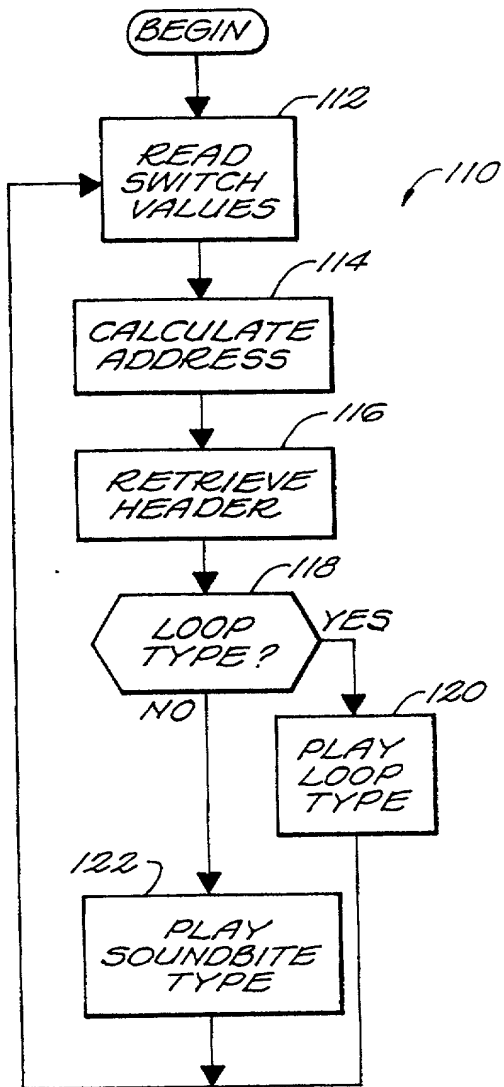 BEGIN
112
READ
SWITCH
VALUES
110
114
CALCULATE
ADDRESS
116
RETRIEVE
HEADER
118
LOOP
TYPE?
YES
NO
120
PLAY
LOOP
TYPE
122
PLAY
SOUNDBITE
TYPE